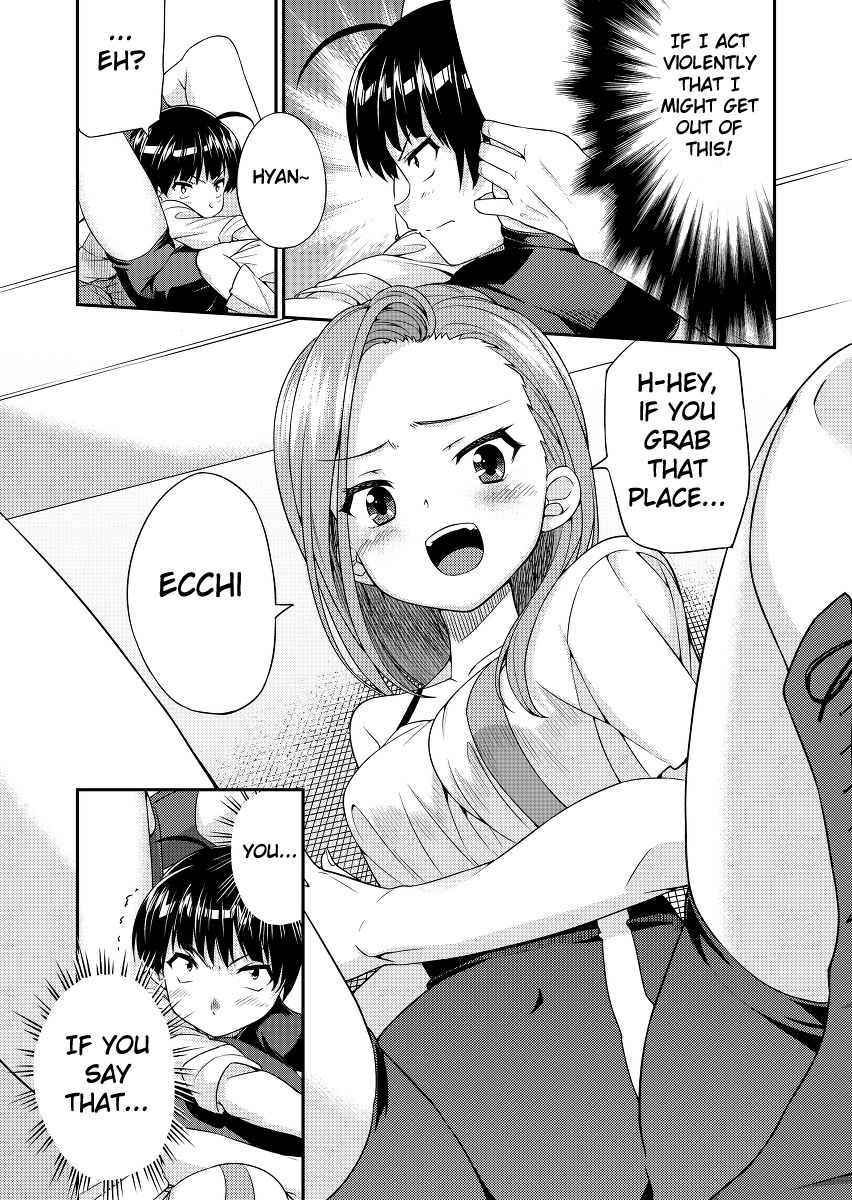 IF I ACT
VIOLENTLY
THAT I
MIGHT GET
OUT OF
THIS!
HYAN~
...
EH?
H-HEY,
IF YOU
GRAB
THAT
PLACE...
ECCHI
YOU...
IF YOU
SAY
THAT...